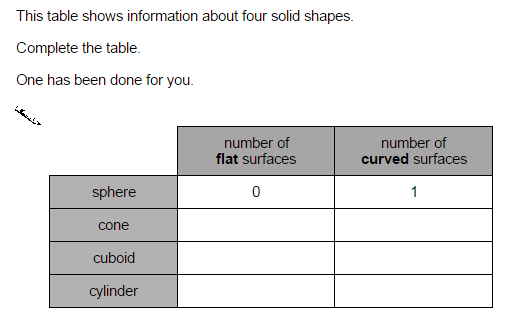 This table shows information about four solid shapes.
Complete the table.
One has been done for you.
number of flat surfaces
number of curved surfaces
sphere 0 1
cone
cuboid
cylinder